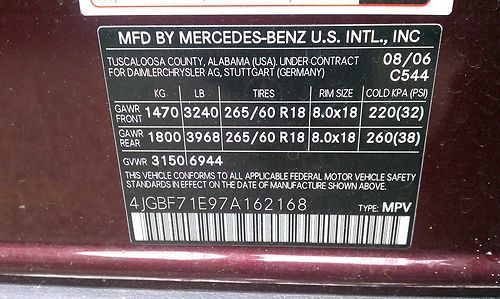 MFD BY MERCEDES-BENZ U.S. INTL., INC
TUSCALOOSA COUNTY, ALABAMA (USA). UNDER CONTRACT 08/06
FOR DAIMLERCHRYSLER AG, STUTTGART (GERMANY) C544
KG LB TIRES RIM SIZE COLD KPA (PSI)
GAWR FRONT 1470 3240 265/60 R18 8.0x18 220(32)
GAWR REAR 1800 3968 265/60 R18 8.0x18 260(38)
GVWR 3150 6944
THIS VEHICLE CONFORMS TO ALL APPLICABLE FEDERAL MOTOR VEHICLE SAFETY
STANDARDS IN EFFECT ON THE DATE OF MANUFACTURE SHOWN ABOVE.
4JGBF71E97A162168 TYPE: MPV